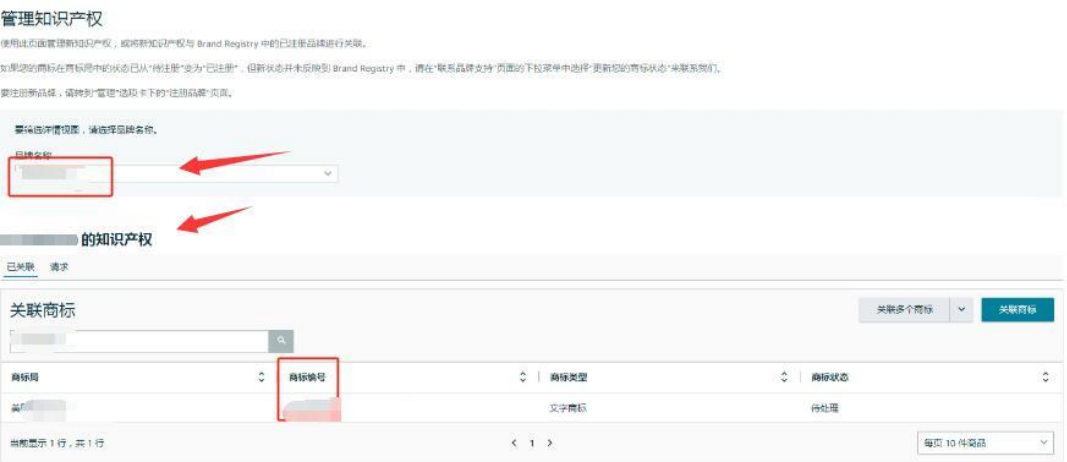 管理知识产权
使用此页面管理新知识产权，或将新知识产权与 Brand Registry 中的已注册品牌进行关联。
如果您的商标在商标局中的状态已从“待注册”变为“已注册”，但新状态并未反映到 Brand Registry 中，请在“联系品牌支持”页面的下拉菜单中选择“更新您的商标状态”来联系我们。
要注册新品牌，请转到“管理”选项卡下的“注册品牌”页面。
要筛选详情视图，请选择品牌名称。
品牌名称
的知识产权
已关联 请求
关联商标 关联多个商标 关联商标
商标局 商标编号 商标类型 商标状态
美 文字商标 待处理
当前显示 1 行，共 1 行 < 1 > 每页 10 件商品